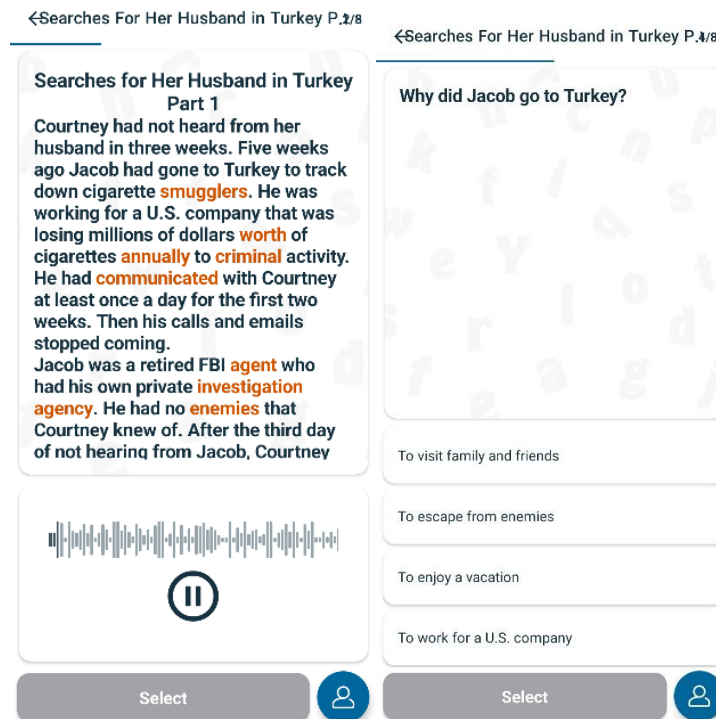 Searches For Her Husband in Turkey P.
/8
Searches for Her Husband in Turkey
Part 1
Courtney had not heard from her
husband in three weeks. Five weeks
ago Jacob had gone to Turkey to track
down cigarette smugglers. He was
working for a U.S. company that was
losing millions of dollars worth of
cigarettes annually to criminal activity.
He had communicated with Courtney
at least once a day for the first two
weeks. Then his calls and emails
stopped coming.
Jacob was a retired FBI agent who
had his own private investigation
agency. He had no enemies that
Courtney knew of. After the third day
of not hearing from Jacob, Courtney
Select
Searches For Her Husband in Turkey P.
/8
Why did Jacob go to Turkey?
To visit family and friends
To escape from enemies
To enjoy a vacation
To work for a U.S. company
Select